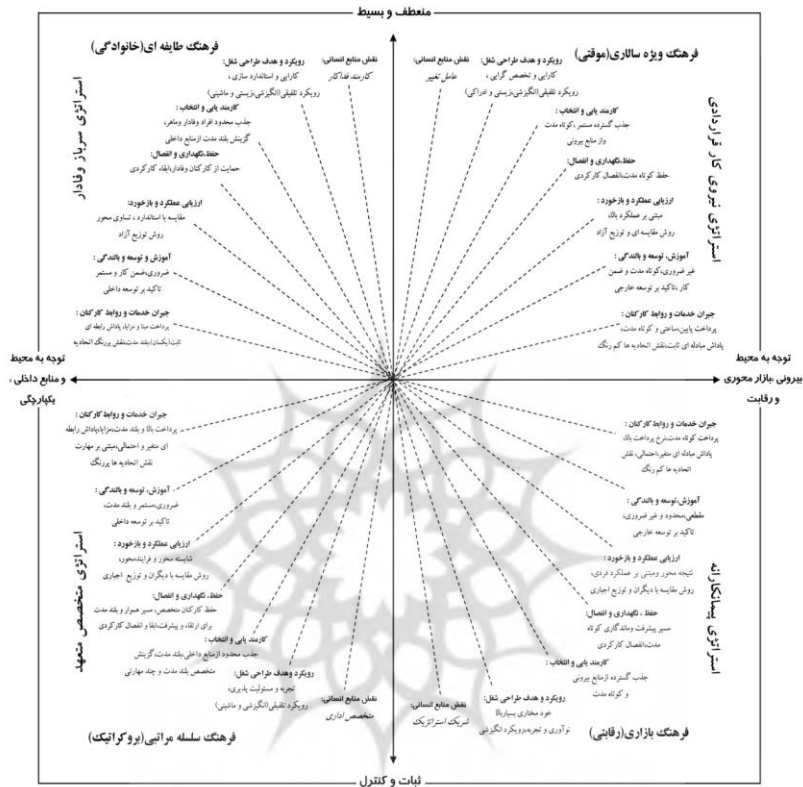 منعطف و بسیط
فرهنگ ویژه سالاری(موقتی)
استراتژی نیروی کار قراردادی
نقش منابع انسانی:
عامل تغییر
رویکرد و هدف طراحی شغل:
کارایی و تخصص گرایی ،
رویکرد تلفیقی(انگیزشی،زیستی و ادراکی)
کارمند یابی و انتخاب :
جذب گسترده مستمر ،کوتاه مدت
واز منابع بیرونی
حفظ،نگهداری و انفصال:
حفظ کوتاه مدت،انفصال کارکردی
ارزیابی عملکرد و بازخورد :
مبتنی بر عملکرد بالا،
روش مقایسه ای و توزیع آزاد
آموزش، توسعه و بالندگی :
غیر ضروری،کوتاه مدت و ضمن
کار ،تاکید بر توسعه خارجی
جبران خدمات و روابط کارکنان :
پرداخت پایین،ساعتی و کوتاه مدت،
پاداش مبادله ای ثابت،نقش اتحادیه ها کم رنگ
توجه به محیط
بیرونی ،بازار محوری
و رقابت
فرهنگ طایفه ای(خانوادگی)
استراتژی سرباز وفادار
نقش منابع انسانی:
کارمند فداکار
رویکرد و هدف طراحی شغل:
کارایی و استاندارد سازی ،
رویکرد تلفیقی(انگیزشی،زیستی و ماشینی)
کارمند یابی و انتخاب :
جذب محدود افراد وفادار وماهر،
گزینش بلند مدت ازمنابع داخلی
حفظ،نگهداری و انفصال:
حمایت از کارکنان وفادار،ابقاء کارکردی
ارزیابی عملکرد و بازخورد:
مقایسه با استاندارد ، تساوی محور
روش توزیع آزاد
آموزش و توسعه و بالندگی :
ضروری،ضمن کار و مستمر
تاکید بر توسعه داخلی
جبران خدمات و روابط کارکنان :
پرداخت مبنا و مزایا، پاداش رابطه ای
ثابت(یکسان)،بلند مدت،نقش پررنگ اتحادیه
توجه به محیط
و منابع داخلی ،
یکپارچگی
جبران خدمات و روابط کارکنان :
پرداخت بالا و بلند مدت،مزایا،پاداش رابطه
ای متغیر و احتمالی،مبتنی بر مهارت
نقش اتحادیه ها پررنگ
آموزش، توسعه و بالندگی :
ضروری،مستمر و بلند مدت،
تاکید بر توسعه داخلی
ارزیابی عملکرد و بازخورد :
شایسته محور و فرایندمحور،
روش مقایسه با دیگران و توزیع اجباری
حفظ، نگهداری و انفصال:
حفظ کارکنان متخصص، مسیر هموار و بلند مدت
برای ارتقاء و پیشرفت،ابقا و انفصال کارکردی
کارمند یابی و انتخاب :
جذب محدود ازمنابع داخلی،بلند مدت،گزینش
متخصص بلند مدت و چند مهارتی
رویکرد وهدف طراحی شغل:
تجربه و مسئولیت پذیری،
رویکرد تلفیقی(انگیزشی و ماشینی)
نقش منابع انسانی:
متخصص اداری
استراتژی متخصص متعهد
فرهنگ سلسله مراتبی(بروکراتیک)
جبران خدمات و روابط کارکنان :
پرداخت کوتاه مدت،نرخ پرداخت بالا،
پاداش مبادله ای متغیر،احتمالی، نقش
اتحادیه ها کم رنگ
آموزش،توسعه و بالندگی :
مقطعی،محدود و غیر ضروری،
تاکید بر توسعه خارجی
ارزیابی عملکرد و بازخورد :
نتیجه محور ومبتنی بر عملکرد فردی،
روش مقایسه با دیگران و توزیع اجباری
حفظ ، نگهداری و انفصال:
مسیر پیشرفت وماندگاری کوتاه
مدت،انفصال کارکردی
کارمند یابی و انتخاب :
جذب گسترده ازمنابع بیرونی
و کوتاه مدت
رویکرد و هدف طراحی شغل:
خود مختاری بسیاربالا
نوآوری و تجربه،رویکرد انگیزشی
نقش منابع انسانی:
شریک استراتژیک
استراتژی پیمانکارانه
فرهنگ بازاری(رقابتی)
ثبات و کنترل